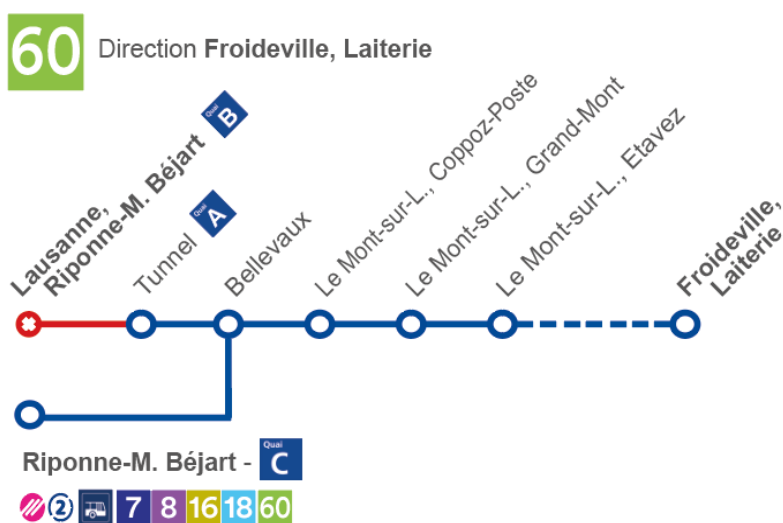 60 Direction Froideville, Laiterie
Lausanne,
Riponne-M. Béjart Quai B
Tunnel Quai A
Bellevaux
Le Mont-sur-L., Coppoz-Poste
Le Mont-sur-L., Grand-Mont
Le Mont-sur-L., Etavez
Froideville,
Laiterie
Riponne-M. Béjart - Quai C
2 7 8 16 18 60